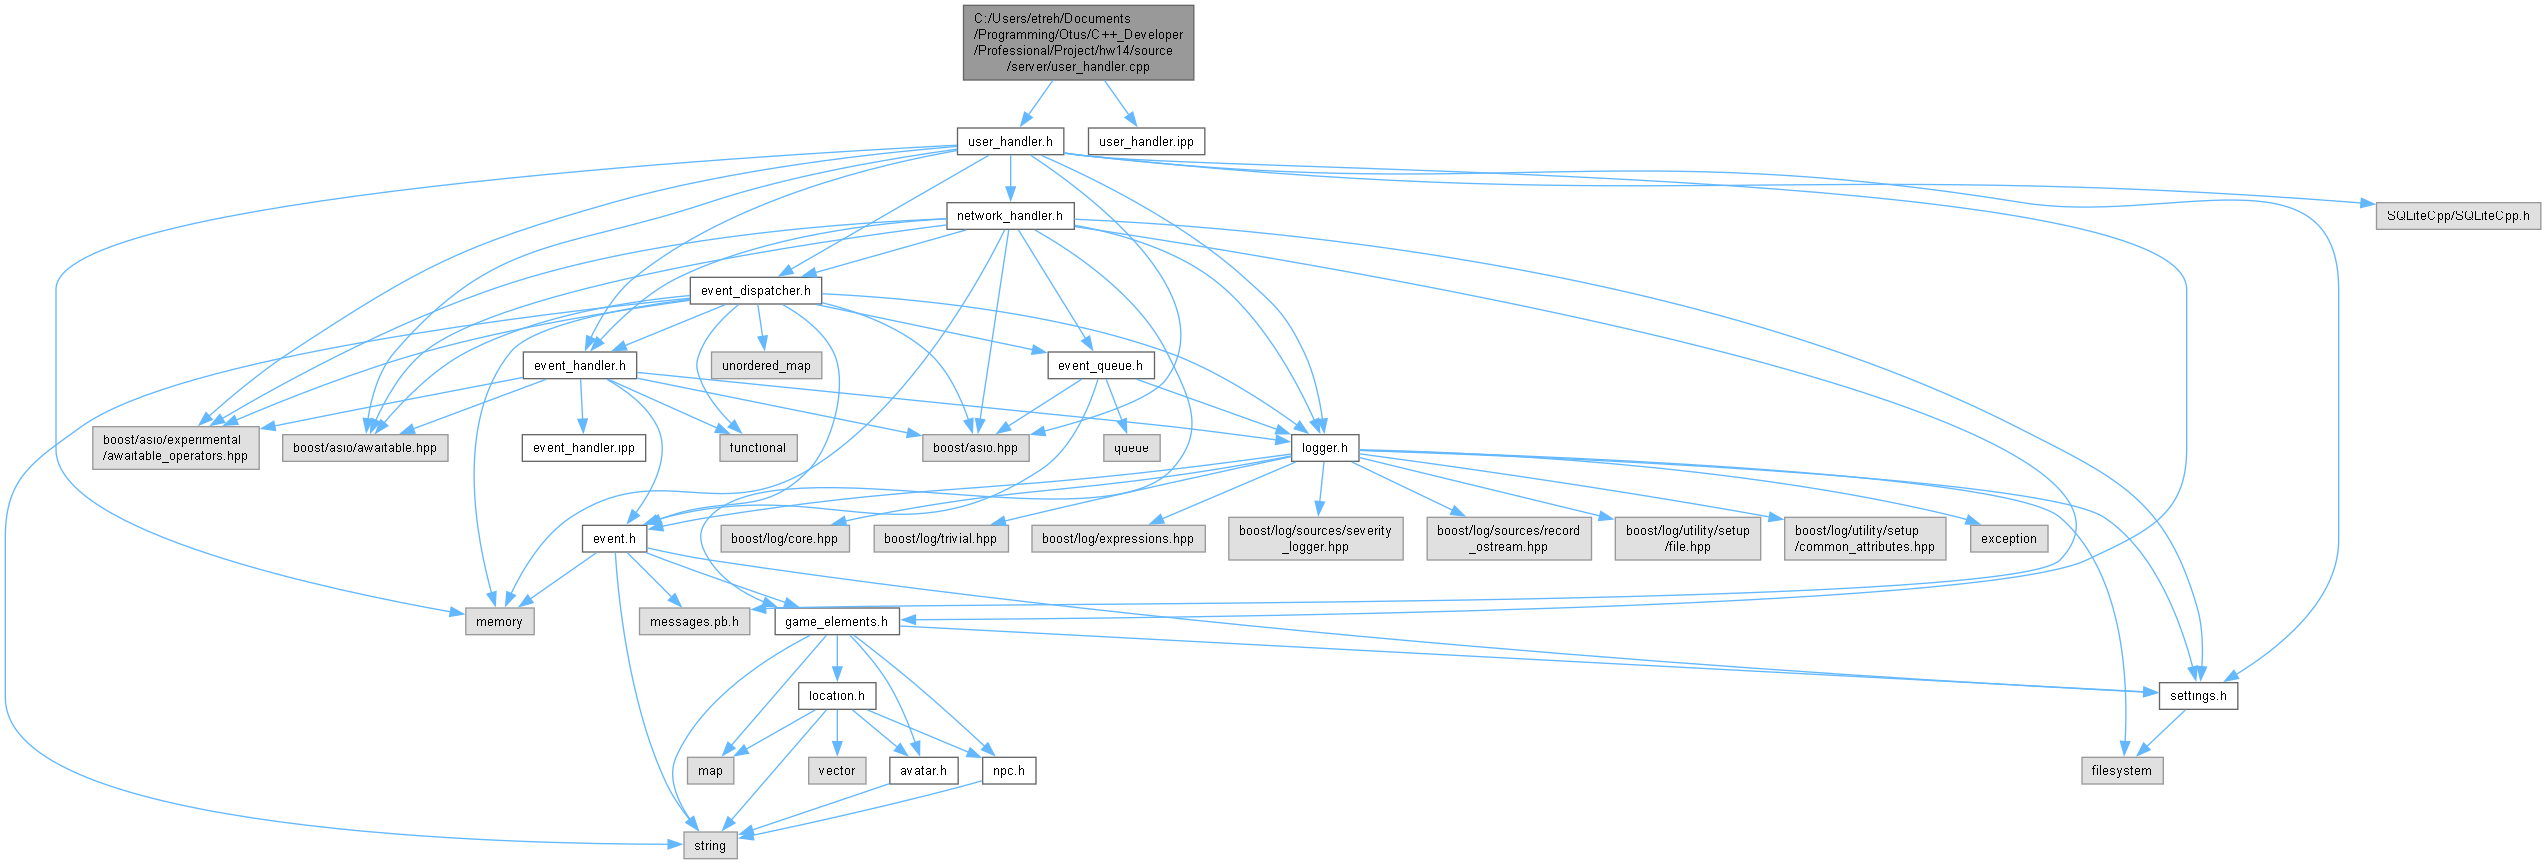 C:/Users/etreh/Documents
/Programming/Otus/C++_Developer
/Professional/Project/hw14/source
/server/user_handler.cpp
user_handler.h
user_handler.ipp
network_handler.h
SQLiteCpp/SQLiteCpp.h
event_dispatcher.h
event_handler.h
unordered_map
event_queue.h
boost/asio/experimental
/awaitable_operators.hpp
boost/asio/awaitable.hpp
event_handler.ipp
functional
boost/asio.hpp
queue
logger.h
event.h
boost/log/core.hpp
boost/log/trivial.hpp
boost/log/expressions.hpp
boost/log/sources/severity
_logger.hpp
boost/log/sources/record
_ostream.hpp
boost/log/utility/setup
/file.hpp
boost/log/utility/setup
/common_attributes.hpp
exception
memory
messages.pb.h
game_elements.h
location.h
settings.h
map
vector
avatar.h
npc.h
filesystem
string